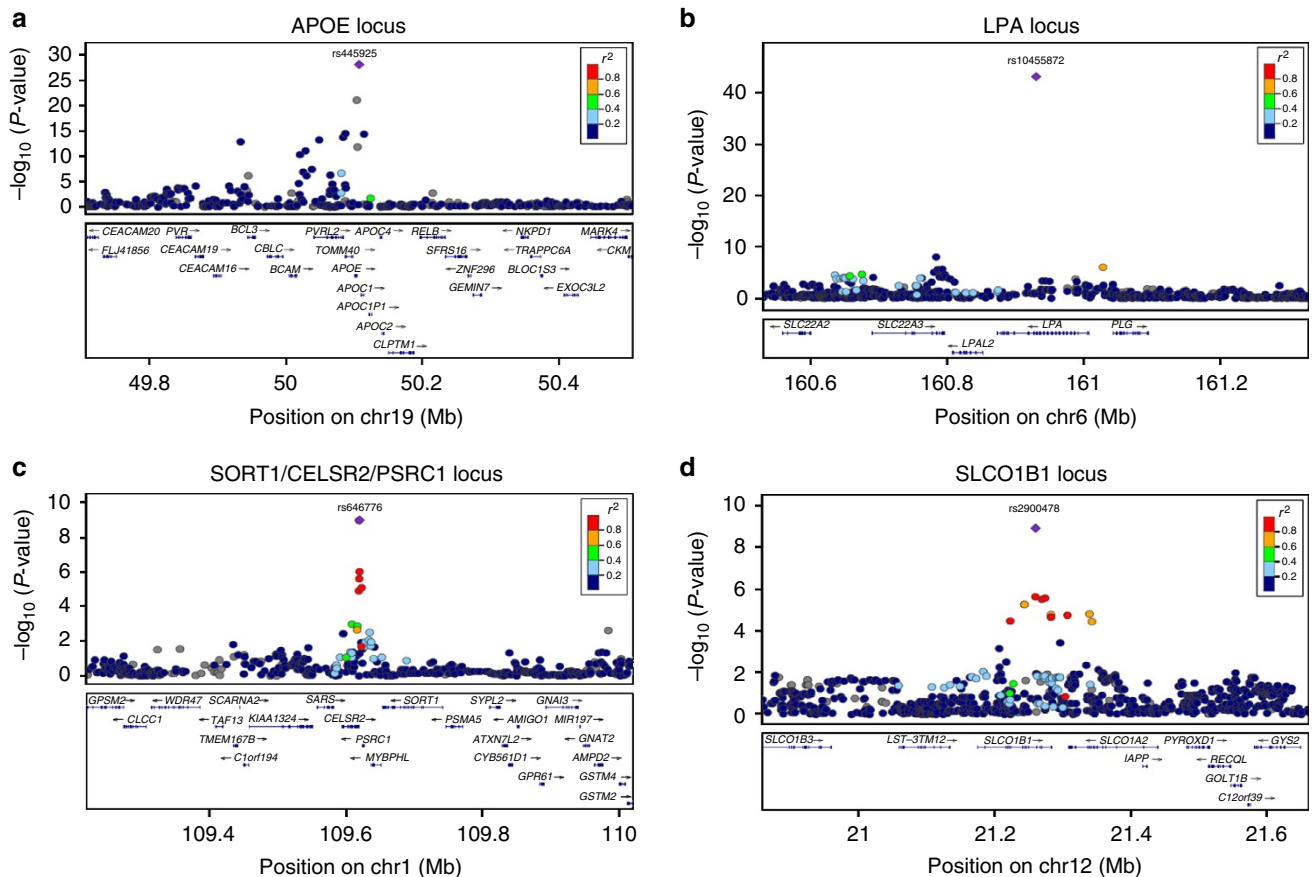 a
APOE locus
rs445925
r²
0.8
0.6
0.4
0.2
30
25
20
15
10
5
0
–log₁₀ (P-value)
← CEACAM20 PVR→ BCL3→ PVRL2→ APOC4→ RELB→ NKPD1← MARK4→
← FLJ41856 CEACAM19→ CBLC→ TOMM40→ SFRS16→ ← TRAPPC6A ← CKM
CEACAM16→ BCAM→ APOE→ ← ZNF296 BLOC1S3→
APOC1→ GEMIN7→ ← EXOC3L2
APOC1P1→
APOC2→
CLPTM1→
49.8 50 50.2 50.4
Position on chr19 (Mb)
b
LPA locus
rs10455872
r²
0.8
0.6
0.4
0.2
40
30
20
10
0
–log₁₀ (P-value)
← SLC22A2 SLC22A3→ ← LPA PLG→
← LPAL2
160.6 160.8 161 161.2
Position on chr6 (Mb)
c
SORT1/CELSR2/PSRC1 locus
rs646776
r²
0.8
0.6
0.4
0.2
10
8
6
4
2
0
–log₁₀ (P-value)
GPSM2→ ← WDR47 SCARNA2→ SARS→ ← SORT1 SYPL2→ GNAI3→
← CLCC1 ← TAF13 KIAA1324→ CELSR2→ ← PSMA5 ← AMIGO1 MIR197→
TMEM167B→ ← PSRC1 ATXN7L2→ ← GNAT2
← C1orf194 ← MYBPHL CYB561D1→ AMPD2→
GPR61→ GSTM4→
GSTM2→
109.4 109.6 109.8 110
Position on chr1 (Mb)
d
SLCO1B1 locus
rs2900478
r²
0.8
0.6
0.4
0.2
10
8
6
4
2
0
–log₁₀ (P-value)
SLCO1B3→ LST–3TM12→ SLCO1B1→ ← SLCO1A2 PYROXD1→ ← GYS2
IAPP→ ← RECQL
GOLT1B→
C12orf39→
21 21.2 21.4 21.6
Position on chr12 (Mb)